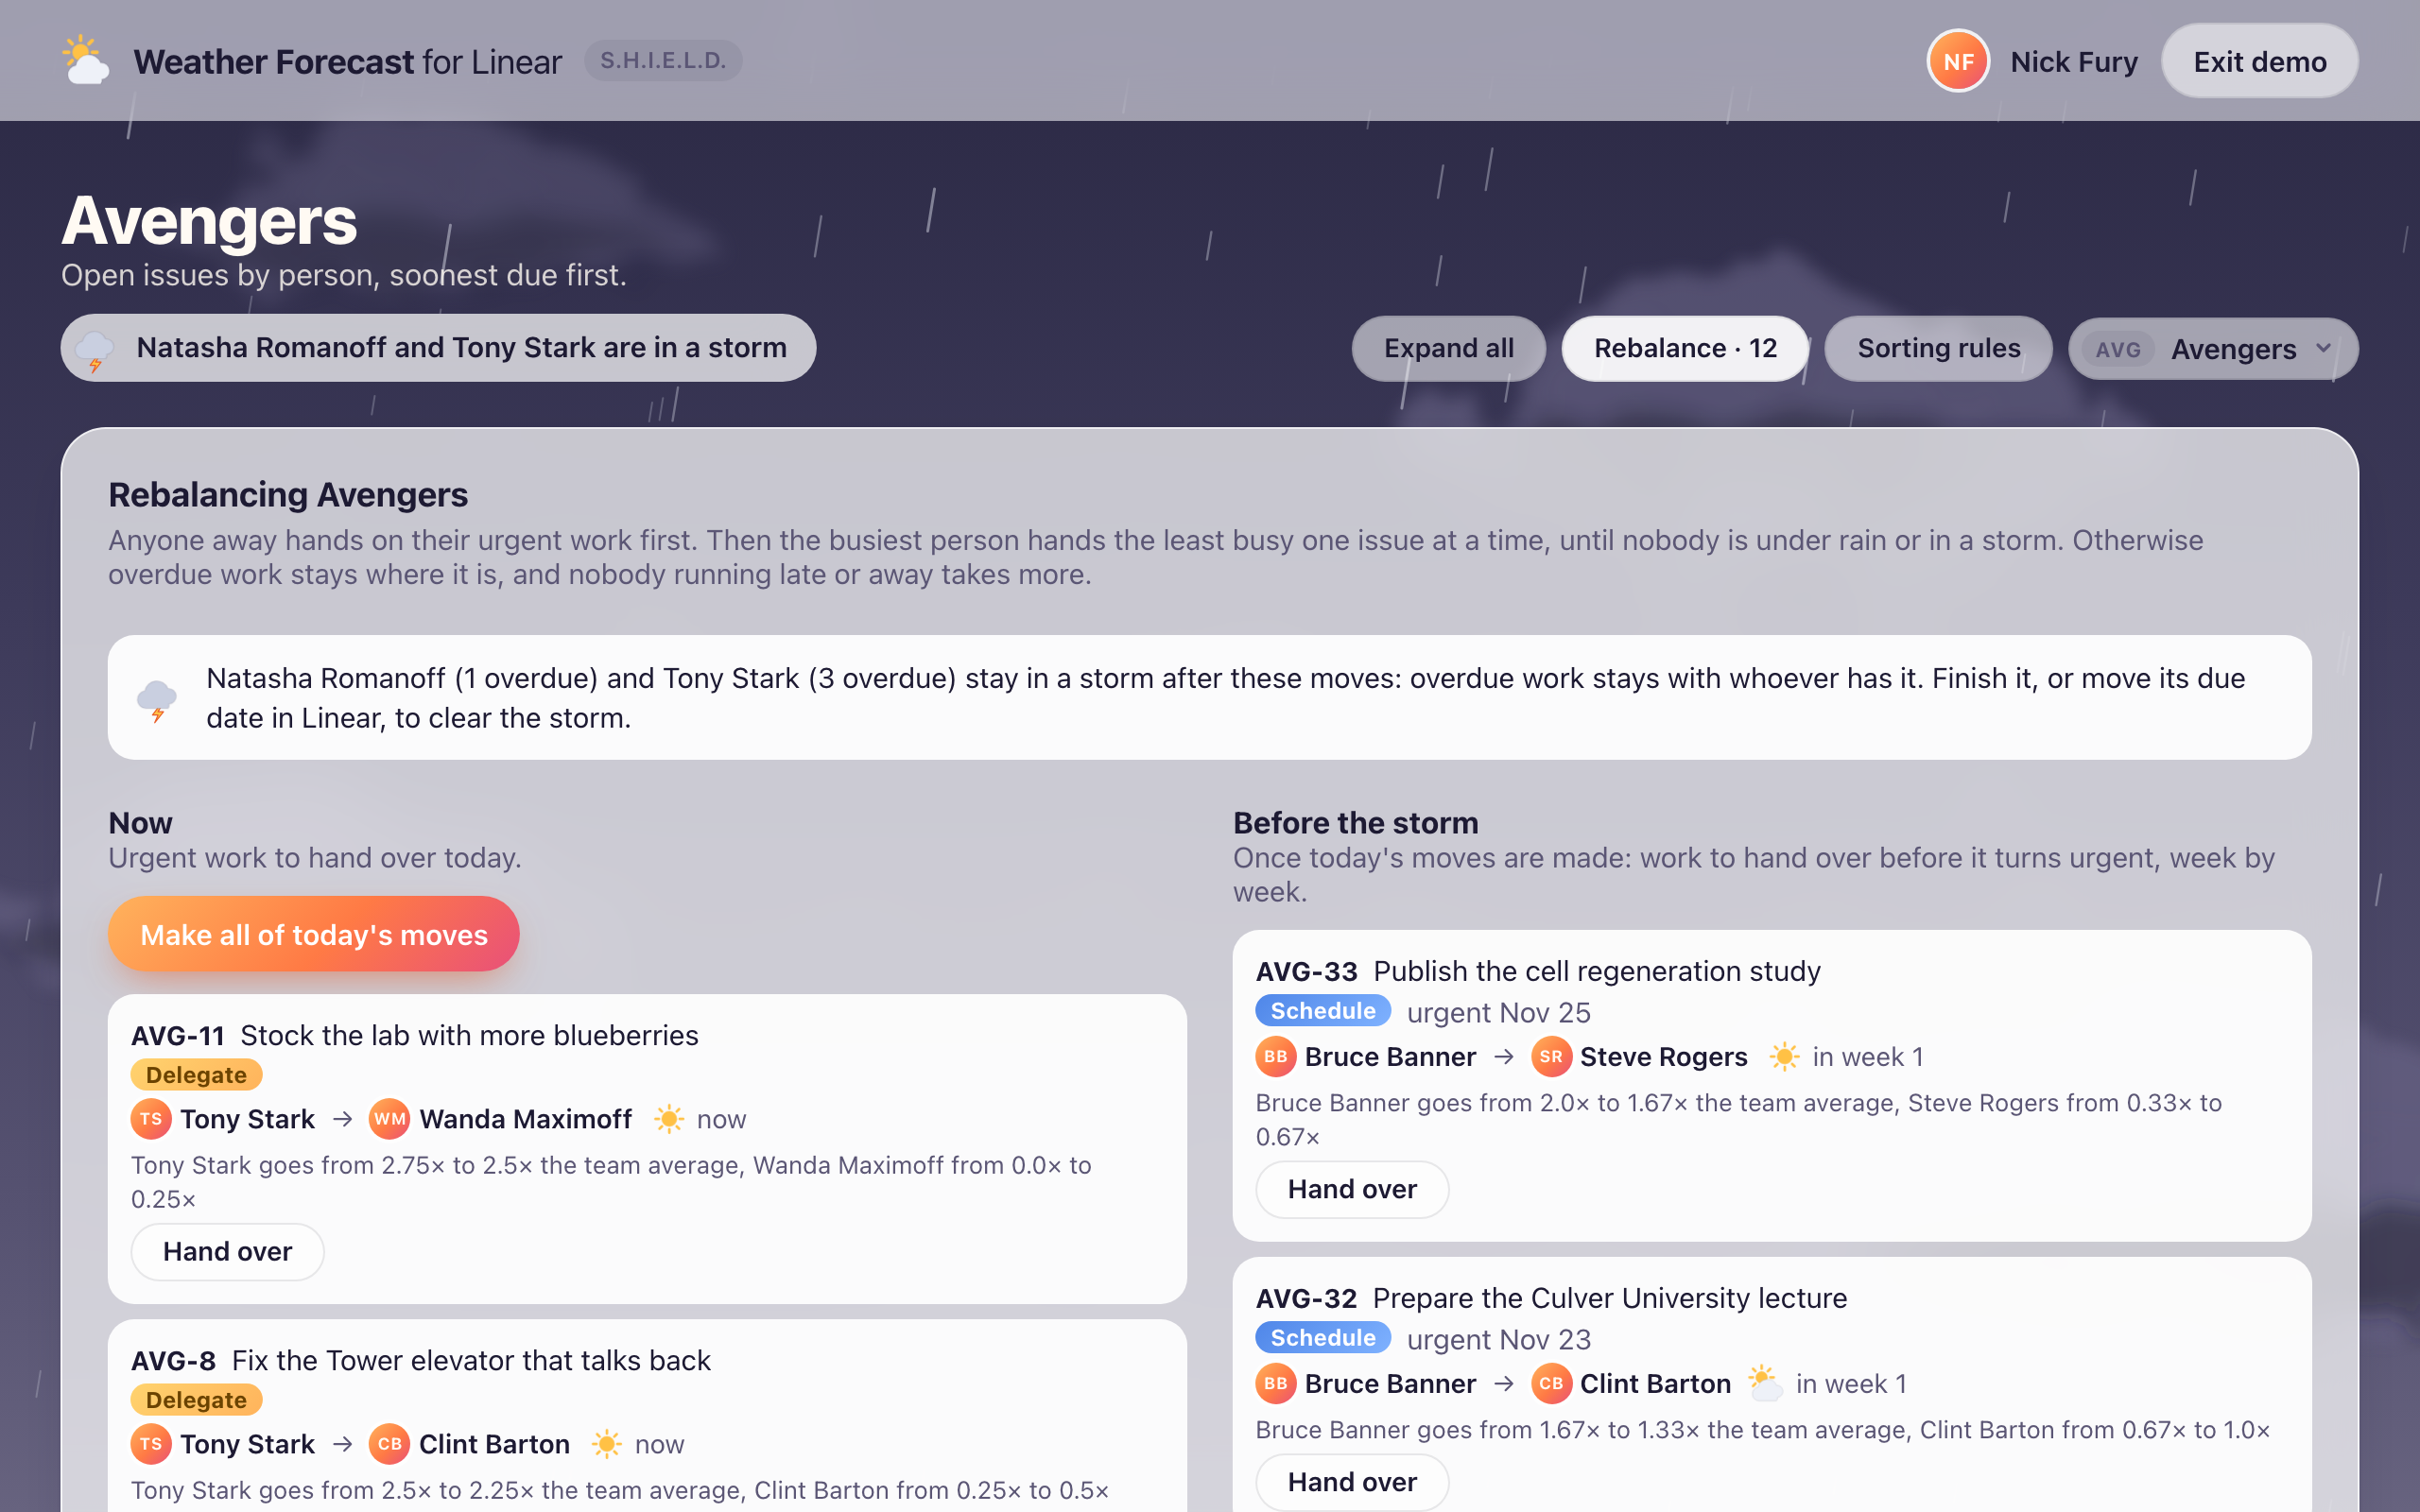 Weather Forecast for Linear S.H.I.E.L.D.
NF Nick Fury Exit demo
Avengers
Open issues by person, soonest due first.
Natasha Romanoff and Tony Stark are in a storm
Expand all Rebalance · 12 Sorting rules AVG Avengers
Rebalancing Avengers
Anyone away hands on their urgent work first. Then the busiest person hands the least busy one issue at a time, until nobody is under rain or in a storm. Otherwise
overdue work stays where it is, and nobody running late or away takes more.
Natasha Romanoff (1 overdue) and Tony Stark (3 overdue) stay in a storm after these moves: overdue work stays with whoever has it. Finish it, or move its due
date in Linear, to clear the storm.
Now
Urgent work to hand over today.
Make all of today's moves
AVG-11 Stock the lab with more blueberries
Delegate
TS Tony Stark → WM Wanda Maximoff now
Tony Stark goes from 2.75× to 2.5× the team average, Wanda Maximoff from 0.0× to
0.25×
Hand over
AVG-8 Fix the Tower elevator that talks back
Delegate
TS Tony Stark → CB Clint Barton now
Tony Stark goes from 2.5× to 2.25× the team average, Clint Barton from 0.25× to 0.5×
Before the storm
Once today's moves are made: work to hand over before it turns urgent, week by
week.
AVG-33 Publish the cell regeneration study
Schedule urgent Nov 25
BB Bruce Banner → SR Steve Rogers in week 1
Bruce Banner goes from 2.0× to 1.67× the team average, Steve Rogers from 0.33× to
0.67×
Hand over
AVG-32 Prepare the Culver University lecture
Schedule urgent Nov 23
BB Bruce Banner → CB Clint Barton in week 1
Bruce Banner goes from 1.67× to 1.33× the team average, Clint Barton from 0.67× to 1.0×
Hand over